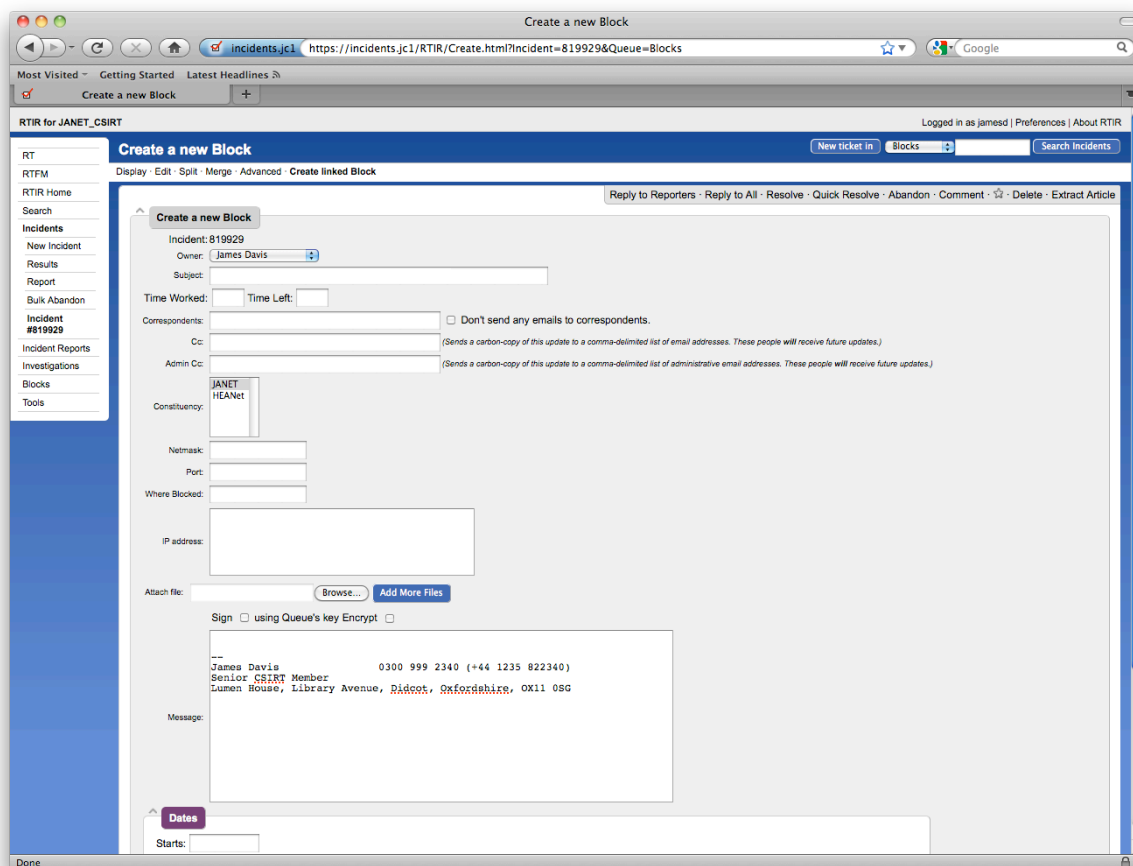 Create a new Block
incidents.jc1 https://incidents.jc1/RTIR/Create.html?Incident=819929&Queue=Blocks Google
Most Visited Getting Started Latest Headlines
Create a new Block +
RTIR for JANET_CSIRT Logged in as jamesd | Preferences | About RTIR
Create a new Block New ticket in Blocks Search Incidents
Display · Edit · Split · Merge · Advanced · Create linked Block
Reply to Reporters · Reply to All · Resolve · Quick Resolve · Abandon · Comment · ☆ · Delete · Extract Article
RT
RTFM
RTIR Home
Search
Incidents
New Incident
Results
Report
Bulk Abandon
Incident
#819929
Incident Reports
Investigations
Blocks
Tools
Create a new Block
Incident: 819929
Owner: James Davis
Subject:
Time Worked: Time Left:
Correspondents: Don't send any emails to correspondents.
Cc: (Sends a carbon-copy of this update to a comma-delimited list of email addresses. These people will receive future updates.)
Admin Cc: (Sends a carbon-copy of this update to a comma-delimited list of administrative email addresses. These people will receive future updates.)
Constituency: JANET
HEANet
Netmask:
Port:
Where Blocked:
IP address:
Attach file: Browse... Add More Files
Sign using Queue's key Encrypt
Message:
--
James Davis 0300 999 2340 (+44 1235 822340)
Senior CSIRT Member
Lumen House, Library Avenue, Didcot, Oxfordshire, OX11 0SG
Dates
Starts:
Done